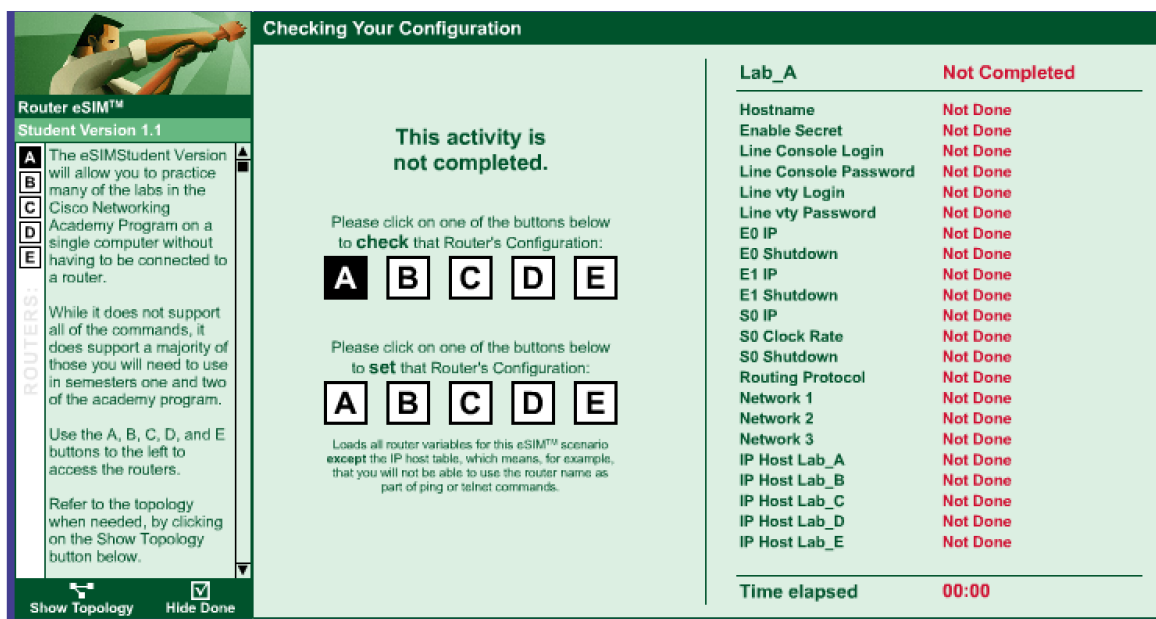 Checking Your Configuration
Router eSIM™
Student Version 1.1
A
B
C
D
E
ROUTERS:
The eSIMStudent Version
will allow you to practice
many of the labs in the
Cisco Networking
Academy Program on a
single computer without
having to be connected to
a router.
While it does not support
all of the commands, it
does support a majority of
those you will need to use
in semesters one and two
of the academy program.
Use the A, B, C, D, and E
buttons to the left to
access the routers.
Refer to the topology
when needed, by clicking
on the Show Topology
button below.
Show Topology Hide Done
This activity is
not completed.
Please click on one of the buttons below
to check that Router's Configuration:
A B C D E
Please click on one of the buttons below
to set that Router's Configuration:
A B C D E
Loads all router variables for this eSIM™ scenario
except the IP host table, which means, for example,
that you will not be able to use the router name as
part of ping or telnet commands.
Lab_A Not Completed
Hostname Not Done
Enable Secret Not Done
Line Console Login Not Done
Line Console Password Not Done
Line vty Login Not Done
Line vty Password Not Done
E0 IP Not Done
E0 Shutdown Not Done
E1 IP Not Done
E1 Shutdown Not Done
S0 IP Not Done
S0 Clock Rate Not Done
S0 Shutdown Not Done
Routing Protocol Not Done
Network 1 Not Done
Network 2 Not Done
Network 3 Not Done
IP Host Lab_A Not Done
IP Host Lab_B Not Done
IP Host Lab_C Not Done
IP Host Lab_D Not Done
IP Host Lab_E Not Done
Time elapsed 00:00